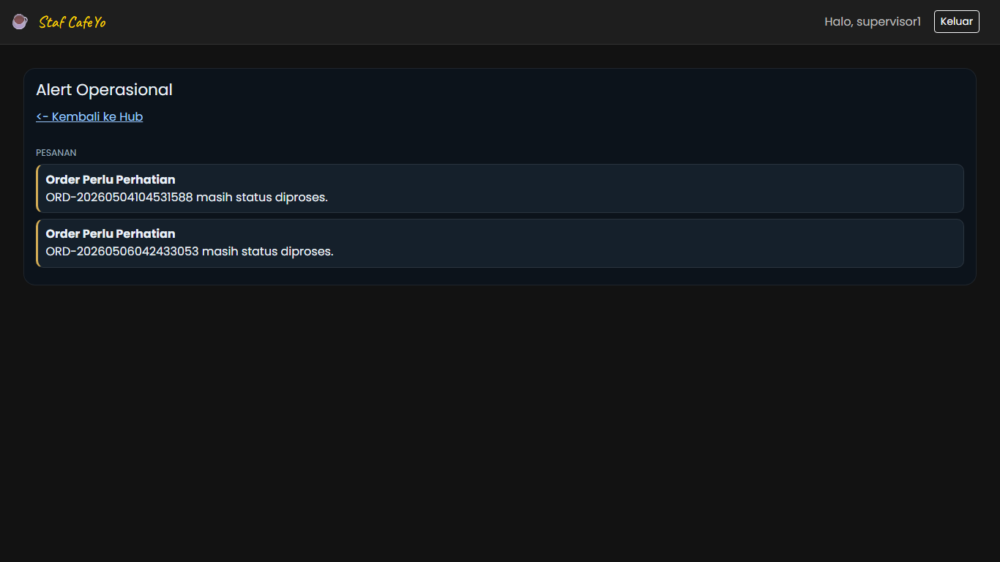 Staf CafeYo
Halo, supervisor1
Keluar
Alert Operasional
<- Kembali ke Hub
PESANAN
Order Perlu Perhatian
ORD-20260504104531588 masih status diproses.
Order Perlu Perhatian
ORD-20260506042433053 masih status diproses.